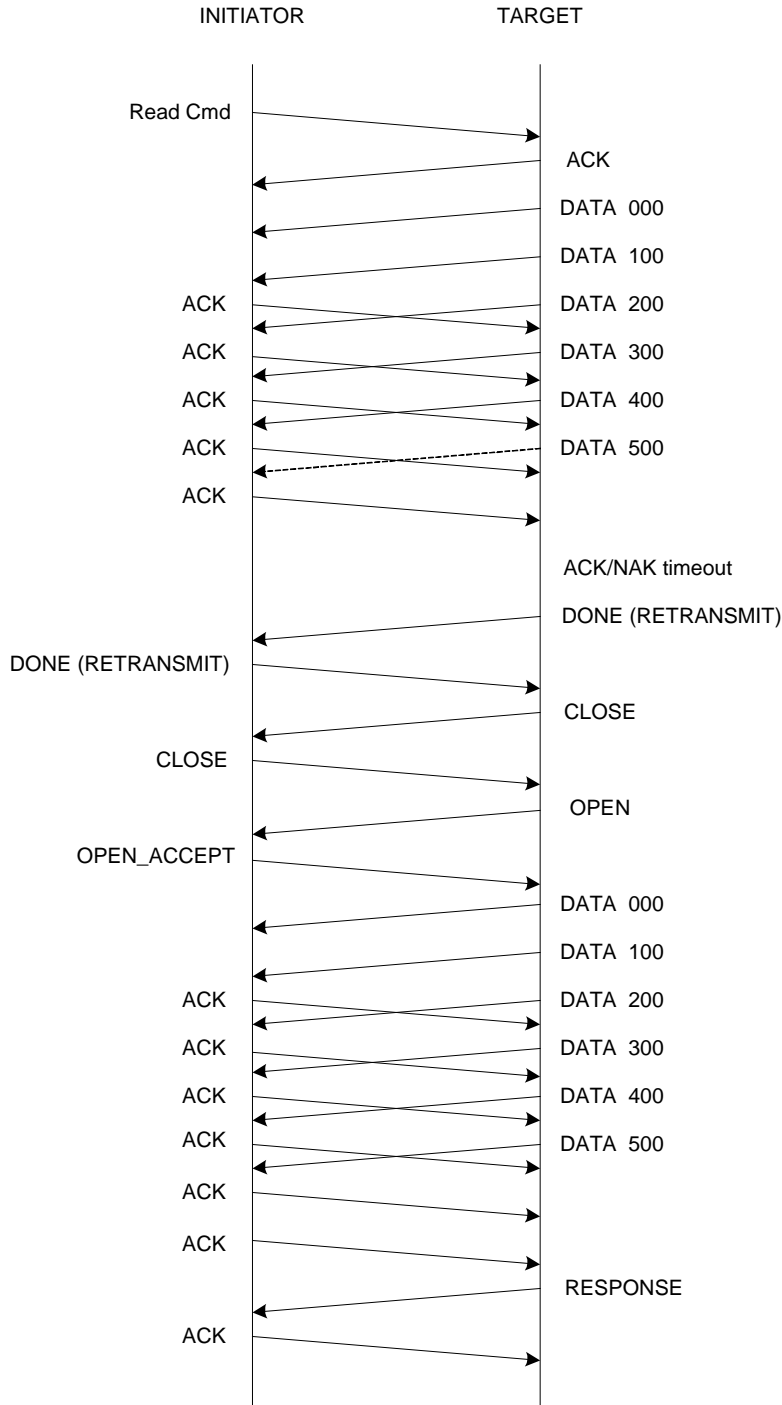 INITIATOR TARGET
Read Cmd
ACK
DATA 000
DATA 100
ACK DATA 200
ACK DATA 300
ACK DATA 400
ACK DATA 500
ACK
ACK/NAK timeout
DONE (RETRANSMIT)
DONE (RETRANSMIT)
CLOSE
CLOSE
OPEN
OPEN_ACCEPT
DATA 000
DATA 100
ACK DATA 200
ACK DATA 300
ACK DATA 400
ACK DATA 500
ACK
ACK
RESPONSE
ACK